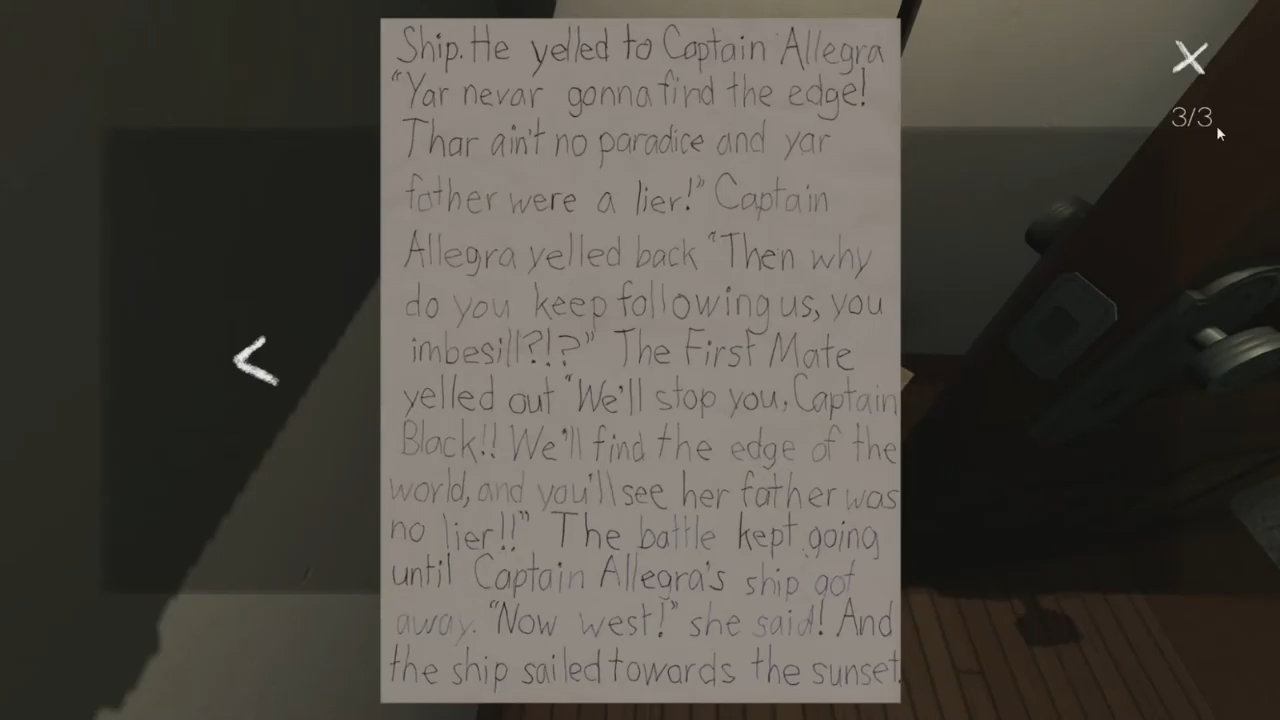 Ship. He yelled to Captain Allegra
"Yar nevar gonna find the edge!
Thar ain't no paradice and yar
father were a lier!" Captain
Allegra yelled back "Then why
do you keep following us, you
imbesill?!?" The First Mate
yelled out "We'll stop you, Captain
Black!! We'll find the edge of the
world, and you'll see her father was
no lier!!" The battle kept going
until Captain Allegra's ship got
away. "Now west!" she said! And
the ship sailed towards the sunset.
3/3